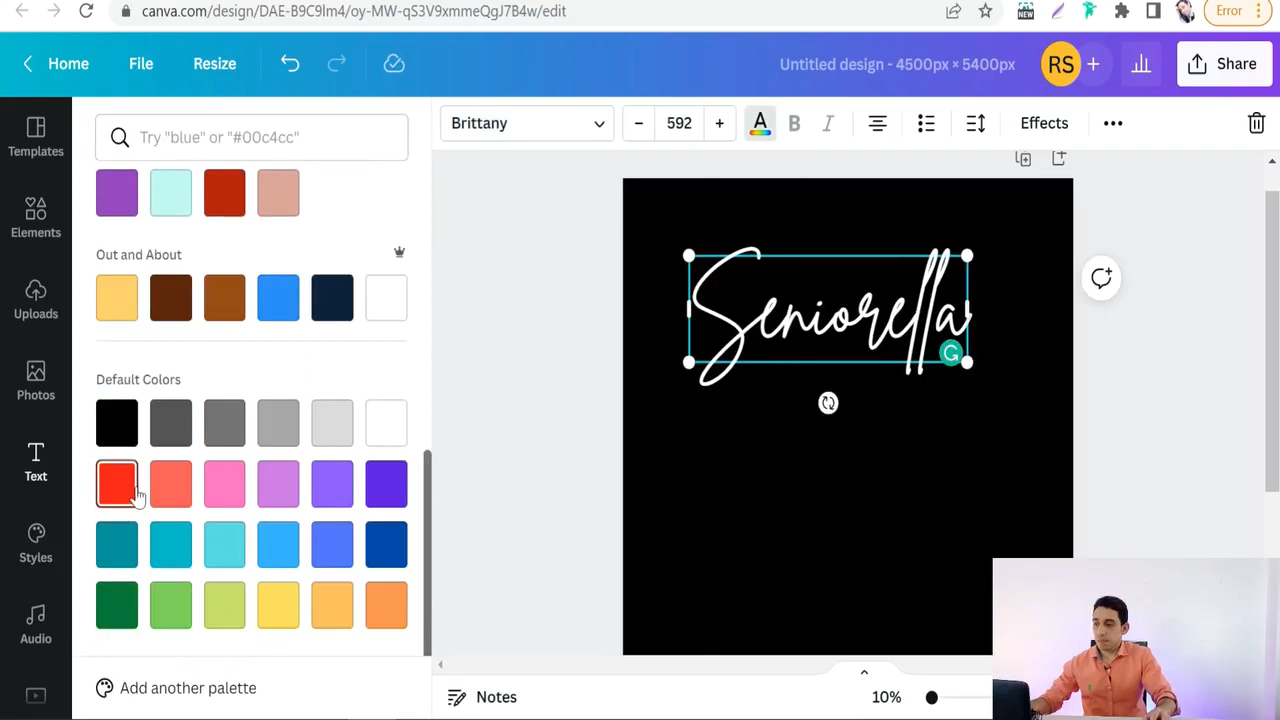 canva.com/design/DAE-B9C9lm4/oy-MW-qS3V9xmmeQgJ7B4w/edit
NEW
Error
Home
File
Resize
Untitled design - 4500px × 5400px
RS
Share
Templates
Elements
Uploads
Photos
Text
Styles
Audio
Try "blue" or "#00c4cc"
Out and About
Default Colors
Add another palette
Brittany
592
A
B
I
Effects
Seniorella
Notes
10%